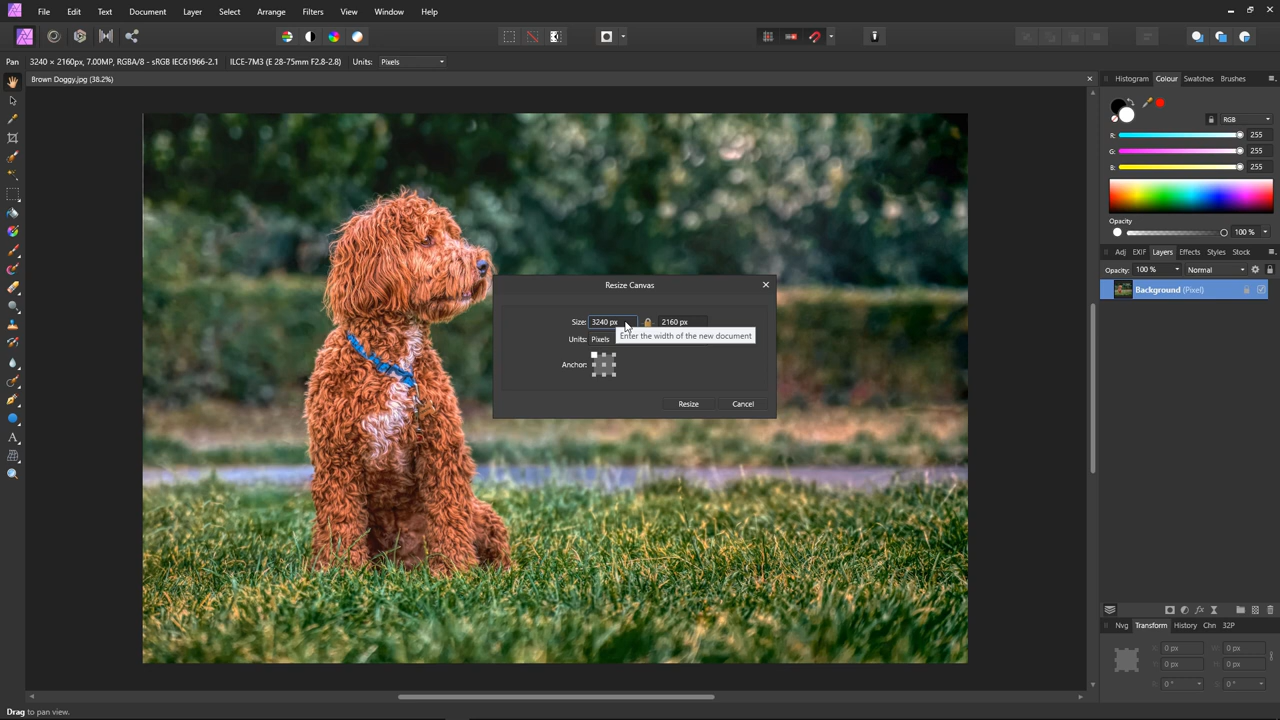 File Edit Text Document Layer Select Arrange Filters View Window Help
Pan 3240 × 2160px, 7.00MP, RGBA/8 - sRGB IEC61966-2.1 ILCE-7M3 (E 28-75mm F2.8-2.8) Units: Pixels
Brown Doggy.jpg (38.2%)
Histogram Colour Swatches Brushes
RGB
R: 255
G: 255
B: 255
Opacity
100 %
Adj EXIF Layers Effects Styles Stock
Opacity: 100 % Normal
Background (Pixel)
Resize Canvas
Size: 3240 px 2160 px
Enter the width of the new document
Units: Pixels
Anchor:
Resize Cancel
Nvg Transform History Chn 32P
0 px 0 px
0 px 0 px
0 ° 0 °
Drag to pan view.